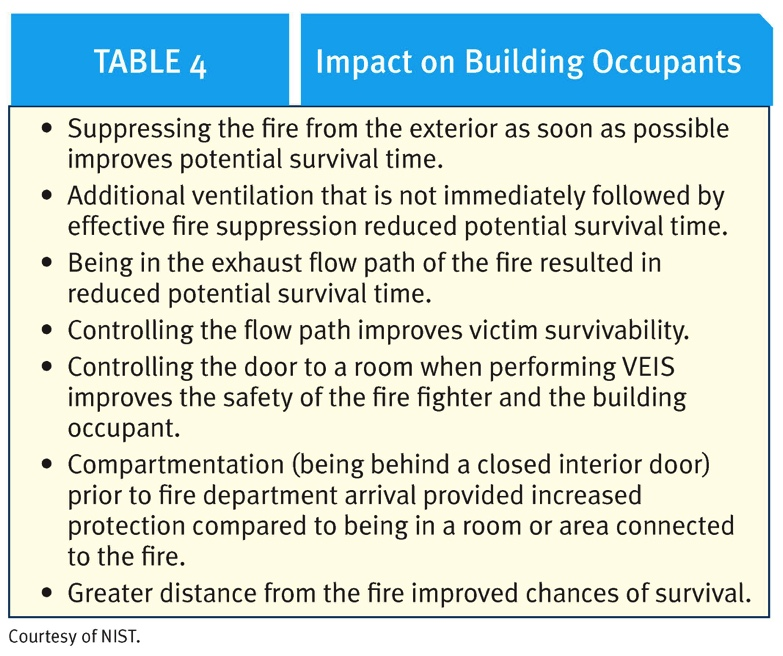 TABLE 4
Impact on Building Occupants
• Suppressing the fire from the exterior as soon as possible
improves potential survival time.
• Additional ventilation that is not immediately followed by
effective fire suppression reduced potential survival time.
• Being in the exhaust flow path of the fire resulted in
reduced potential survival time.
• Controlling the flow path improves victim survivability.
• Controlling the door to a room when performing VEIS
improves the safety of the fire fighter and the building
occupant.
• Compartmentation (being behind a closed interior door)
prior to fire department arrival provided increased
protection compared to being in a room or area connected
to the fire.
• Greater distance from the fire improved chances of survival.
Courtesy of NIST.